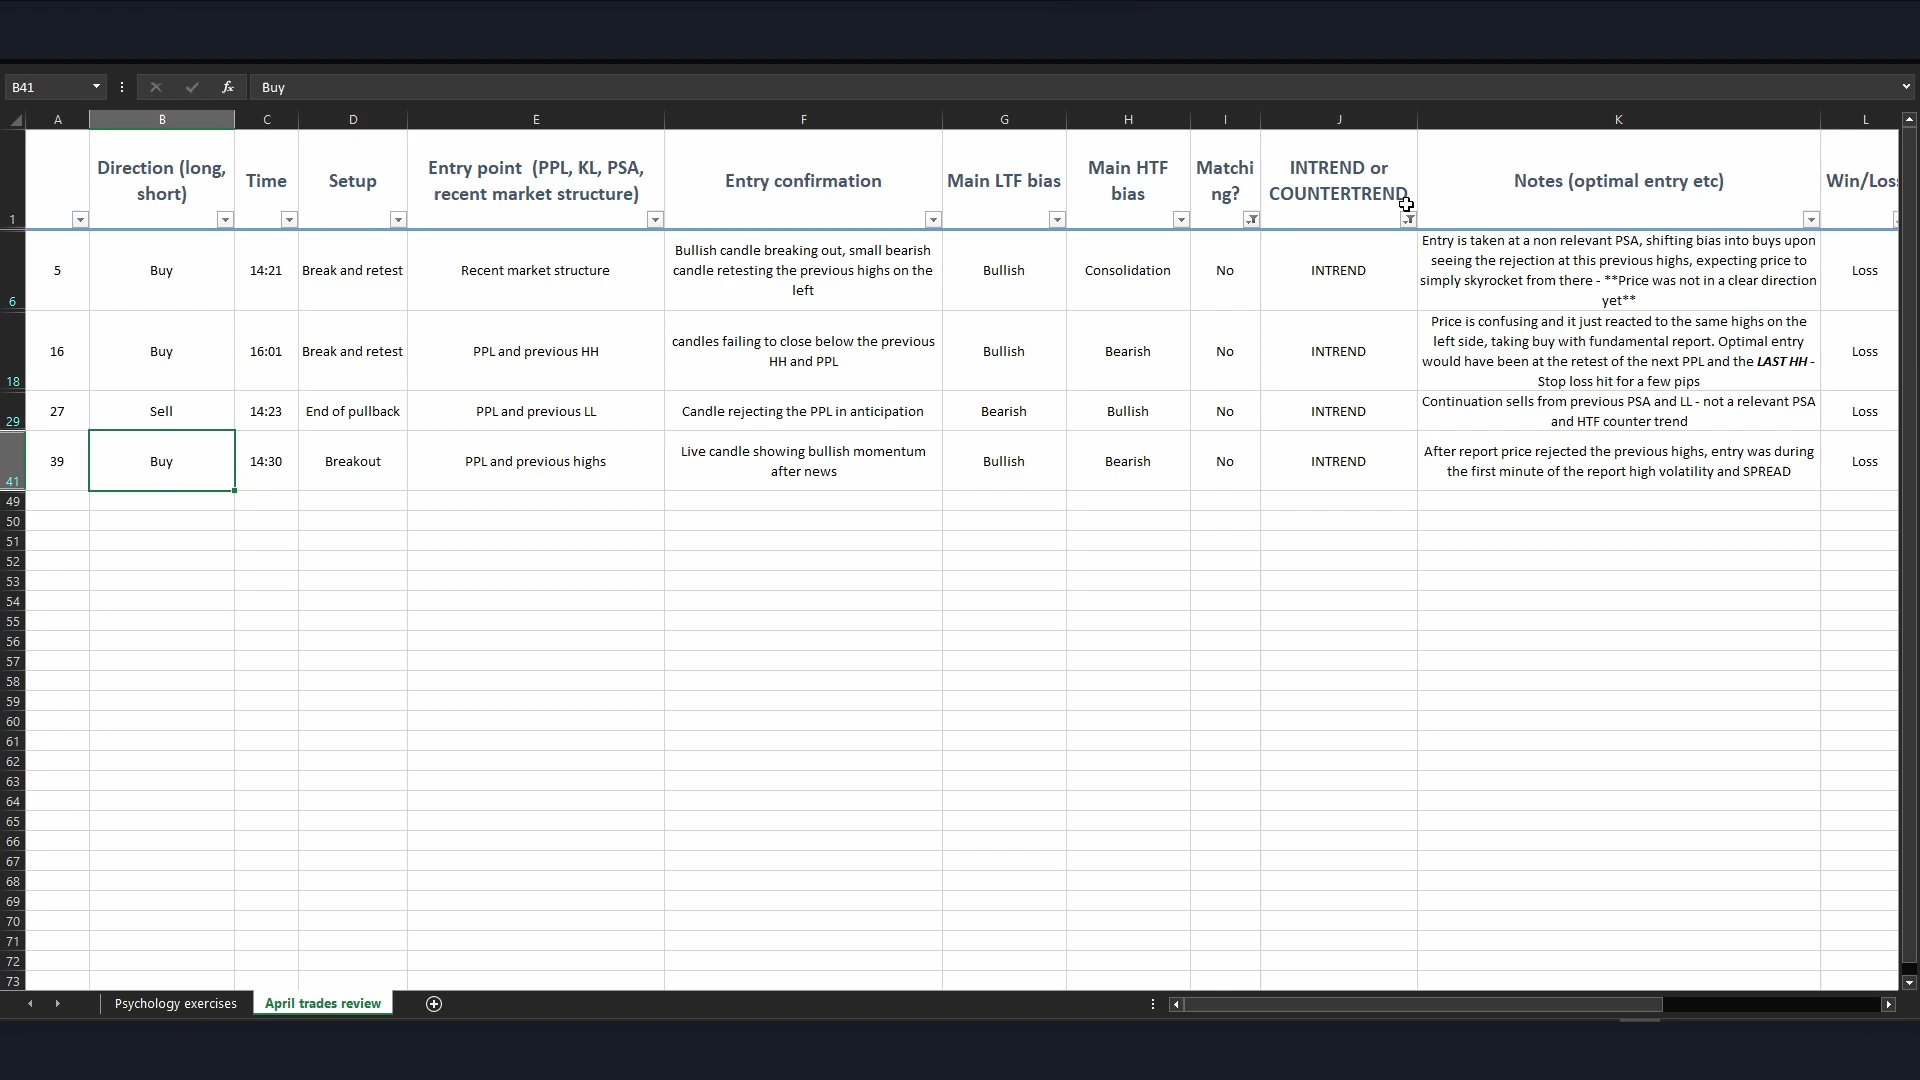 B41
fx
Buy
A B C D E F G H I J K L
1
Direction (long,
short)
Time
Setup
Entry point  (PPL, KL, PSA,
recent market structure)
Entry confirmation
Main LTF bias
Main HTF
bias
Matchi
ng?
INTREND or
COUNTERTREND
Notes (optimal entry etc)
Win/Los
6
5
Buy
14:21
Break and retest
Recent market structure
Bullish candle breaking out, small bearish
candle retesting the previous highs on the
left
Bullish
Consolidation
No
INTREND
Entry is taken at a non relevant PSA, shifting bias into buys upon
seeing the rejection at this previous highs, expecting price to
simply skyrocket from there - **Price was not in a clear direction
yet**
Loss
18
16
Buy
16:01
Break and retest
PPL and previous HH
candles failing to close below the previous
HH and PPL
Bullish
Bearish
No
INTREND
Price is confusing and it just reacted to the same highs on the
left side, taking buy with fundamental report. Optimal entry
would have been at the retest of the next PPL and the LAST HH -
Stop loss hit for a few pips
Loss
29
27
Sell
14:23
End of pullback
PPL and previous LL
Candle rejecting the PPL in anticipation
Bearish
Bullish
No
INTREND
Continuation sells from previous PSA and LL - not a relevant PSA
and HTF counter trend
Loss
41
39
Buy
14:30
Breakout
PPL and previous highs
Live candle showing bullish momentum
after news
Bullish
Bearish
No
INTREND
After report price rejected the previous highs, entry was during
the first minute of the report high volatility and SPREAD
Loss
49
50
51
52
53
54
55
56
57
58
59
60
61
62
63
64
65
66
67
68
69
70
71
72
73
Psychology exercises
April trades review